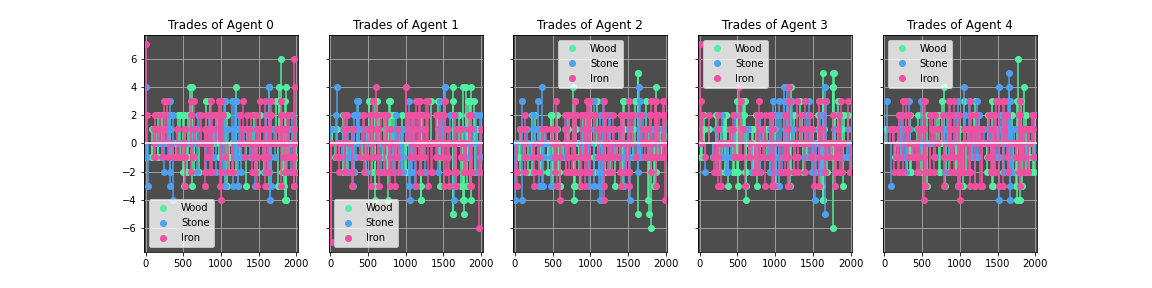 Trades of Agent 0
Trades of Agent 1
Trades of Agent 2
Trades of Agent 3
Trades of Agent 4
6
4
2
0
−2
−4
−6
Wood
Stone
Iron
Wood
Stone
Iron
Wood
Stone
Iron
Wood
Stone
Iron
Wood
Stone
Iron
0 500 1000 1500 2000
0 500 1000 1500 2000
0 500 1000 1500 2000
0 500 1000 1500 2000
0 500 1000 1500 2000